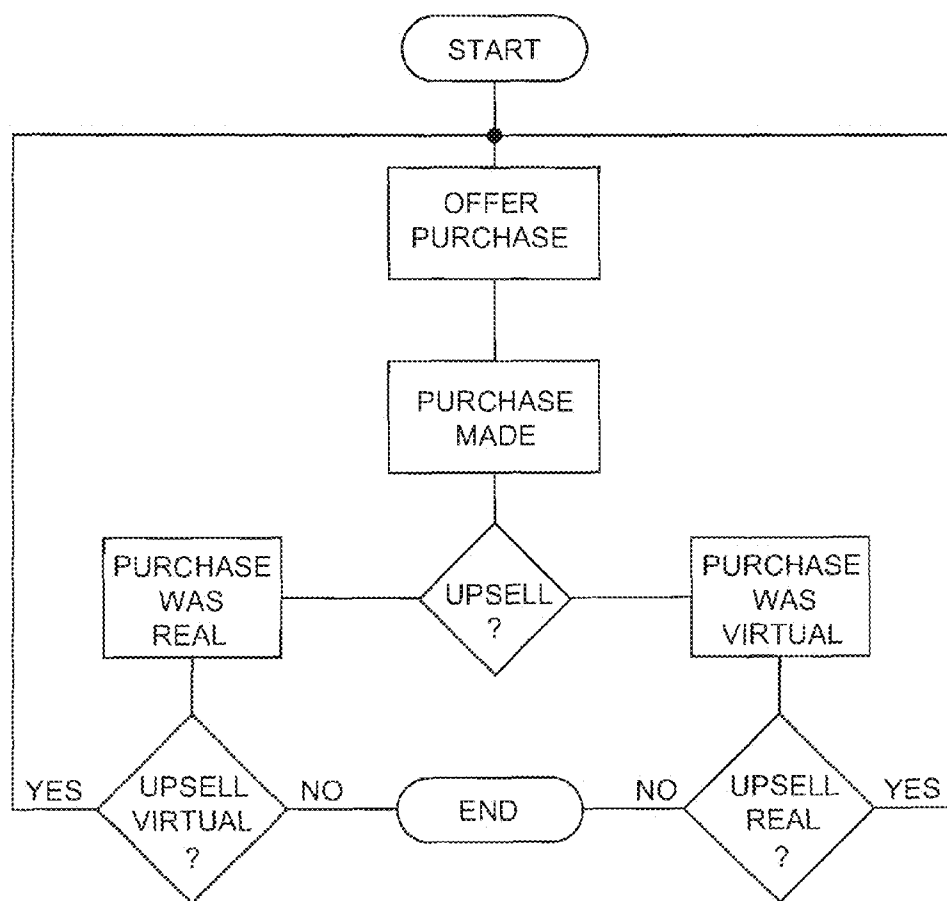 START
OFFER
PURCHASE
PURCHASE
MADE
UPSELL
?
PURCHASE
WAS
REAL
PURCHASE
WAS
VIRTUAL
YES
UPSELL
VIRTUAL
?
NO
END
NO
UPSELL
REAL
?
YES